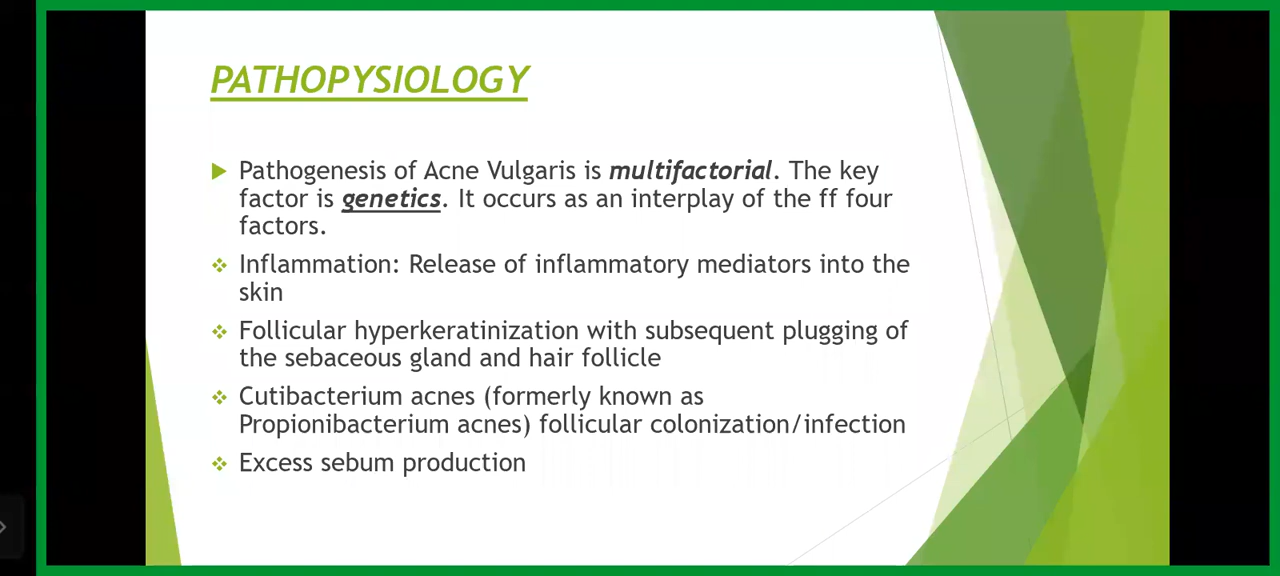 PATHOPYSIOLOGY
Pathogenesis of Acne Vulgaris is multifactorial. The key
factor is genetics. It occurs as an interplay of the ff four
factors.
Inflammation: Release of inflammatory mediators into the
skin
Follicular hyperkeratinization with subsequent plugging of
the sebaceous gland and hair follicle
Cutibacterium acnes (formerly known as
Propionibacterium acnes) follicular colonization/infection
Excess sebum production